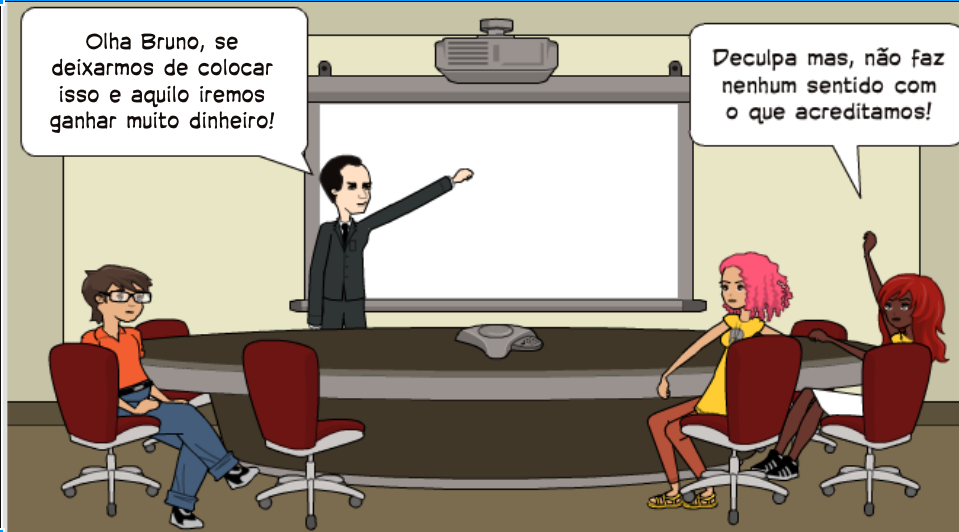 Olha Bruno, se
deixarmos de colocar
isso e aquilo iremos
ganhar muito dinheiro!
Deculpa mas, não faz
nenhum sentido com
o que acreditamos!